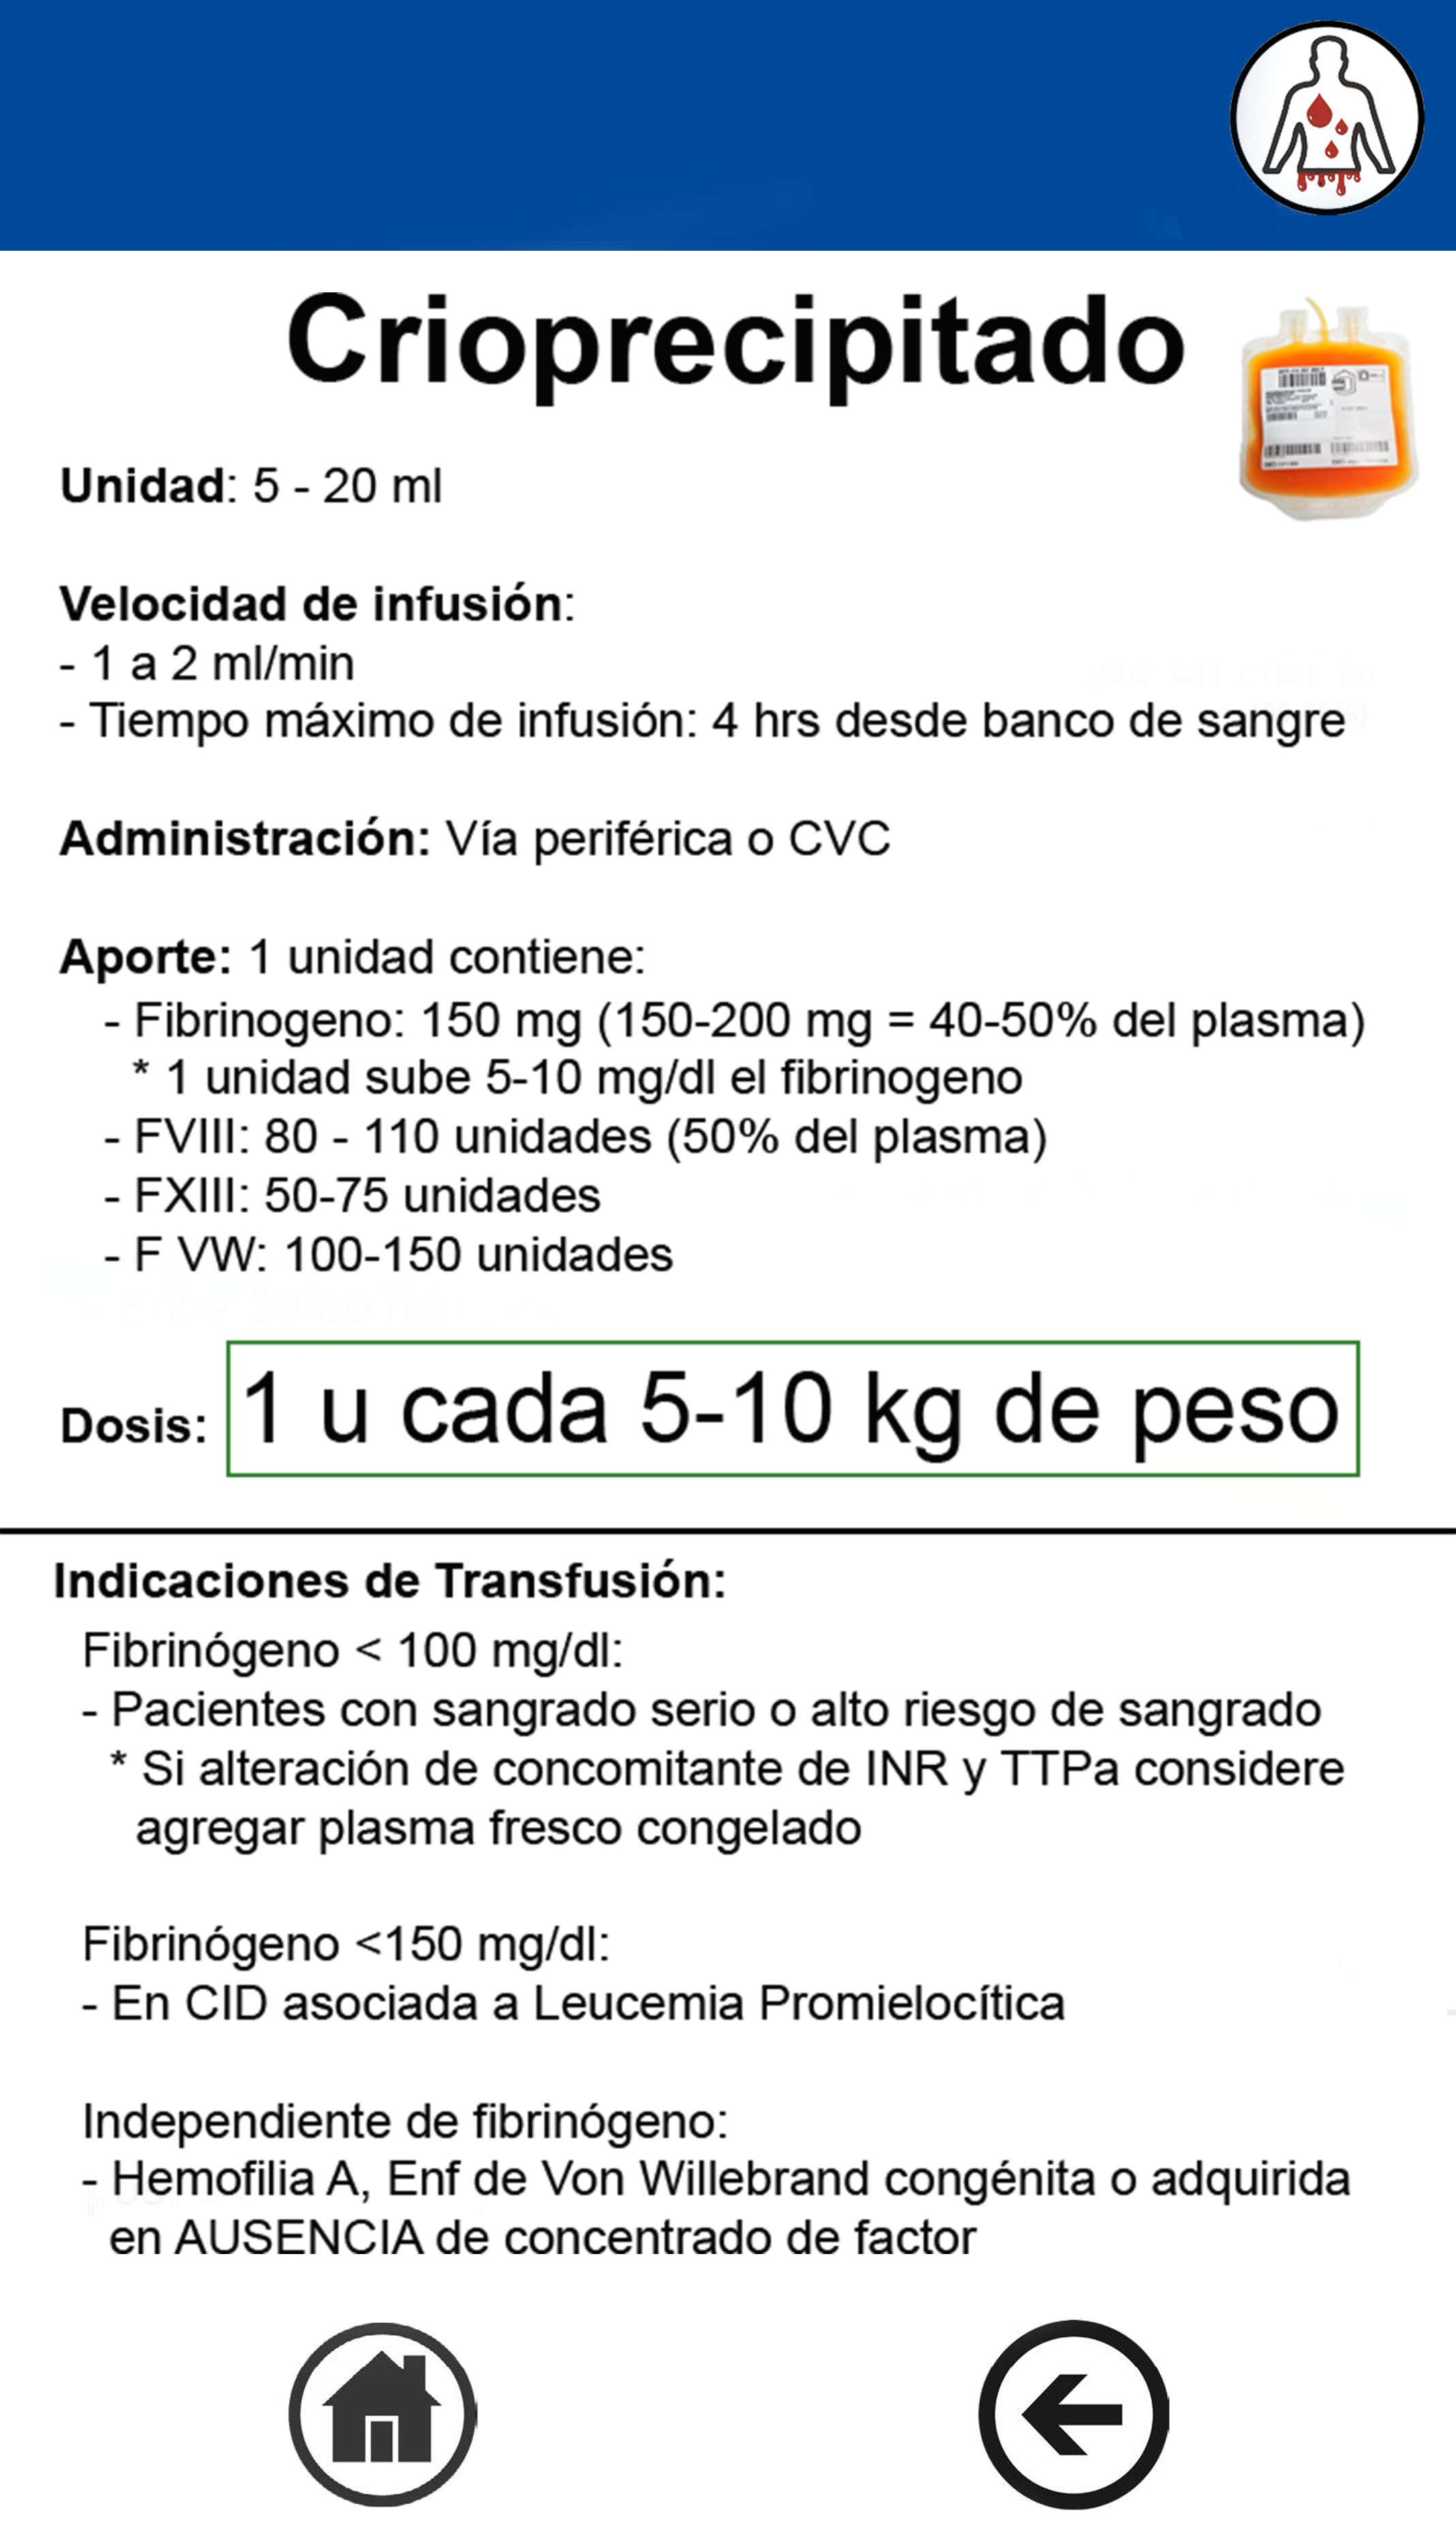 Crioprecipitado
Unidad: 5 - 20 ml
Velocidad de infusión:
- 1 a 2 ml/min
- Tiempo máximo de infusión: 4 hrs desde banco de sangre
Administración: Vía periférica o CVC
Aporte: 1 unidad contiene:
- Fibrinogeno: 150 mg (150-200 mg = 40-50% del plasma)
* 1 unidad sube 5-10 mg/dl el fibrinogeno
- FVIII: 80 - 110 unidades (50% del plasma)
- FXIII: 50-75 unidades
- F VW: 100-150 unidades
Dosis: 1 u cada 5-10 kg de peso
Indicaciones de Transfusión:
Fibrinógeno < 100 mg/dl:
- Pacientes con sangrado serio o alto riesgo de sangrado
* Si alteración de concomitante de INR y TTPa considere
agregar plasma fresco congelado
Fibrinógeno <150 mg/dl:
- En CID asociada a Leucemia Promielocítica
Independiente de fibrinógeno:
- Hemofilia A, Enf de Von Willebrand congénita o adquirida
en AUSENCIA de concentrado de factor